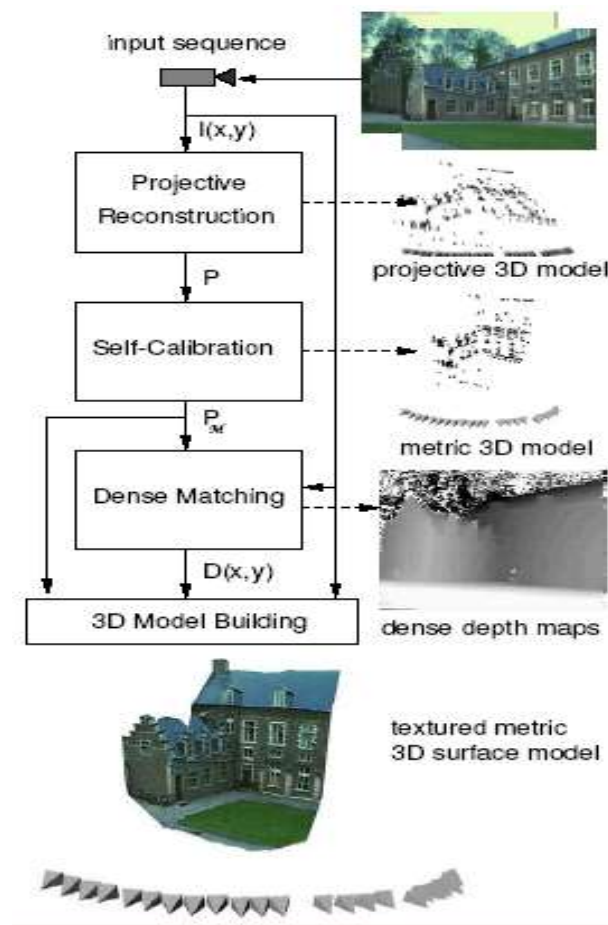 input sequence
I(x,y)
Projective
Reconstruction
projective 3D model
P
Self-Calibration
P_M
metric 3D model
Dense Matching
D(x,y)
3D Model Building
dense depth maps
textured metric
3D surface model